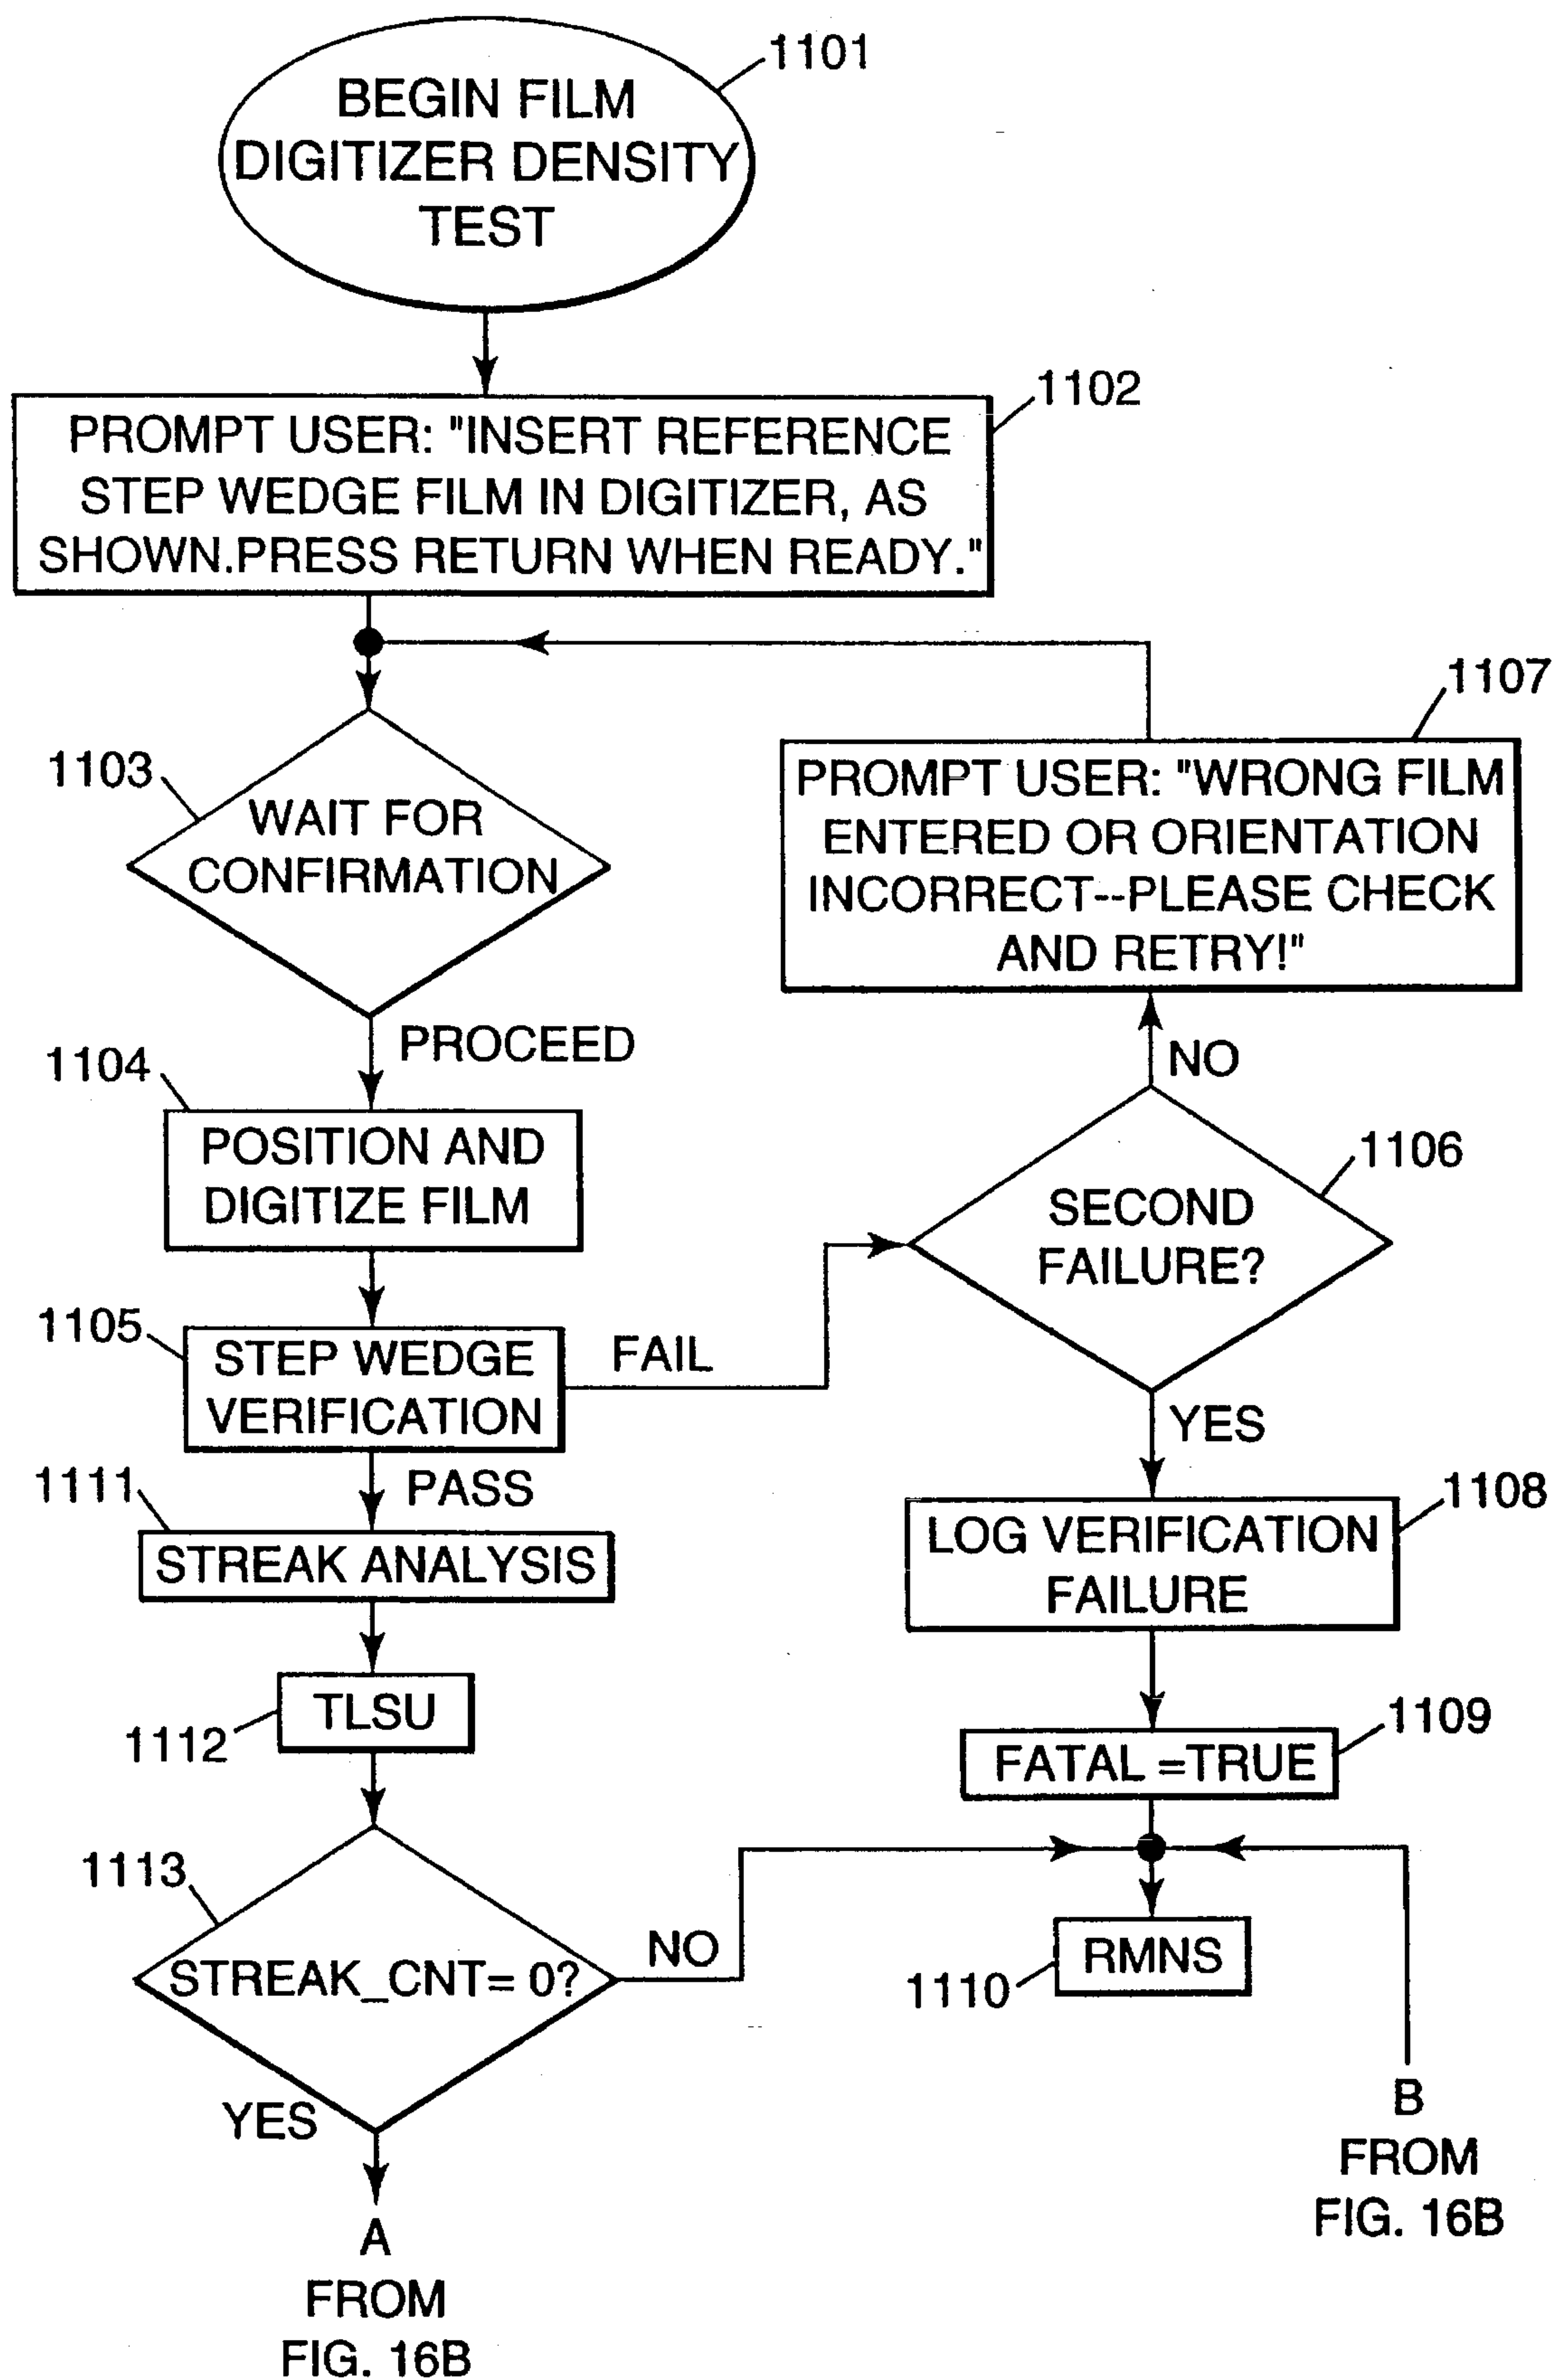 1101
BEGIN FILM
DIGITIZER DENSITY
TEST
1102
PROMPT USER: "INSERT REFERENCE
STEP WEDGE FILM IN DIGITIZER, AS
SHOWN.PRESS RETURN WHEN READY."
1103
WAIT FOR
CONFIRMATION
1107
PROMPT USER: "WRONG FILM
ENTERED OR ORIENTATION
INCORRECT--PLEASE CHECK
AND RETRY!"
PROCEED
NO
1104
POSITION AND
DIGITIZE FILM
1106
SECOND
FAILURE?
1105
STEP WEDGE
VERIFICATION
FAIL
YES
PASS
1111
STREAK ANALYSIS
1108
LOG VERIFICATION
FAILURE
TLSU
1112
1109
FATAL =TRUE
1113
STREAK_CNT= 0?
NO
RMNS
1110
YES
A
FROM
FIG. 16B
B
FROM
FIG. 16B